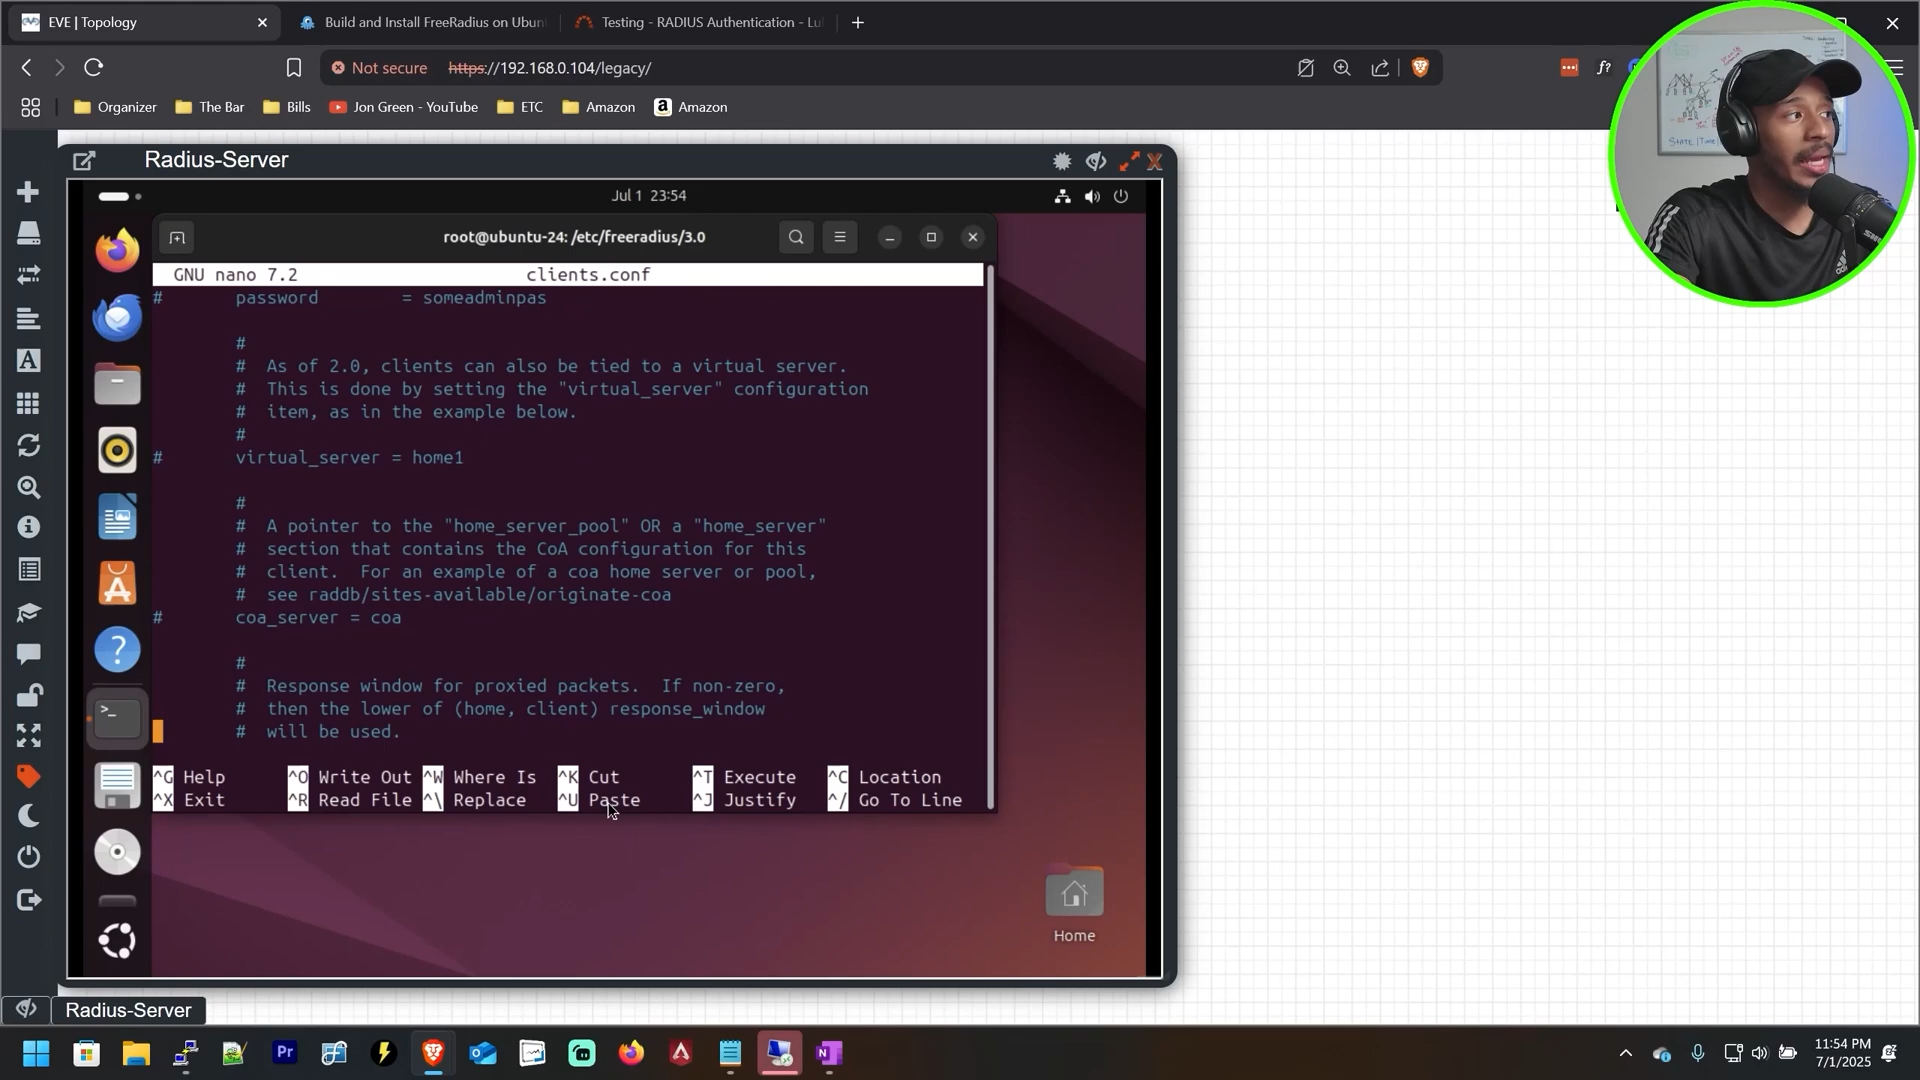 EVE | Topology
Build and Install FreeRadius on Ubun
Testing - RADIUS Authentication - Lu
Not secure
https://192.168.0.104/legacy/
f?
Organizer
The Bar
Bills
Jon Green - YouTube
ETC
Amazon
Amazon
Radius-Server
X
Jul 1 23:54
root@ubuntu-24: /etc/freeradius/3.0
GNU nano 7.2 clients.conf
# password = someadminpas
#
# As of 2.0, clients can also be tied to a virtual server.
# This is done by setting the "virtual_server" configuration
# item, as in the example below.
#
# virtual_server = home1
#
# A pointer to the "home_server_pool" OR a "home_server"
# section that contains the CoA configuration for this
# client. For an example of a coa home server or pool,
# see raddb/sites-available/originate-coa
# coa_server = coa
#
# Response window for proxied packets. If non-zero,
# then the lower of (home, client) response_window
# will be used.
^G Help ^O Write Out ^W Where Is ^K Cut ^T Execute ^C Location
^X Exit ^R Read File ^\ Replace ^U Paste ^J Justify ^/ Go To Line
Home
Radius-Server
Pr
N
11:54 PM
7/1/2025